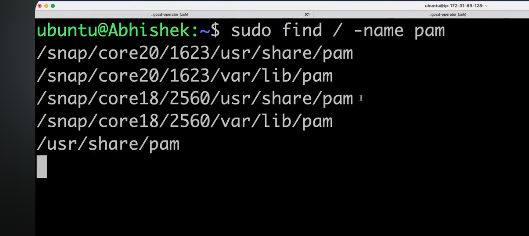 ubuntu@Abhishek:~$ sudo find / -name pam
/snap/core20/1623/usr/share/pam
/snap/core20/1623/var/lib/pam
/snap/core18/2560/usr/share/pam
/snap/core18/2560/var/lib/pam
/usr/share/pam